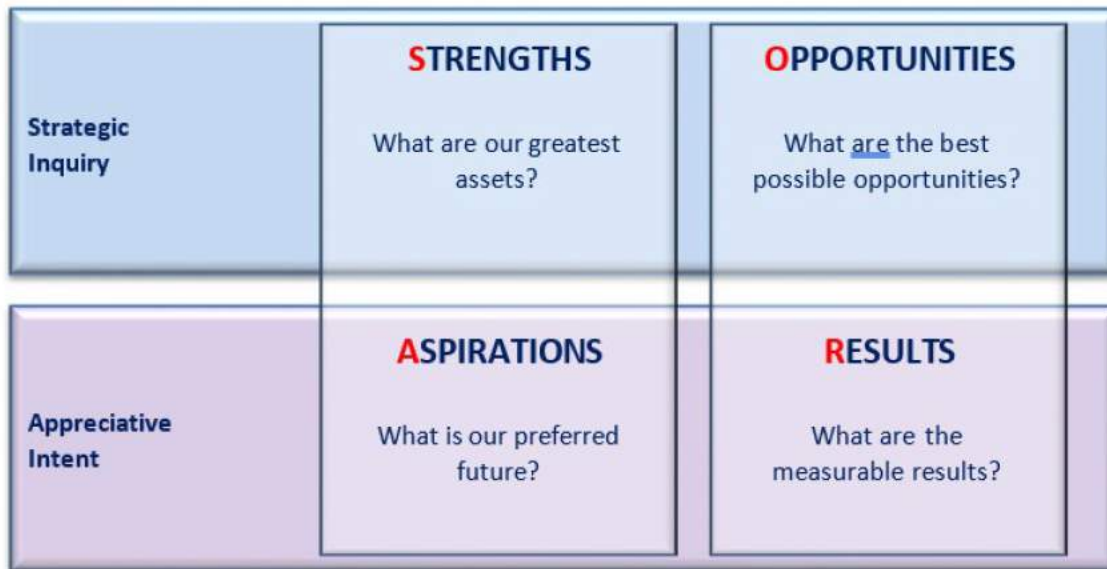 Strategic
Inquiry
STRENGTHS
What are our greatest
assets?
OPPORTUNITIES
What are the best
possible opportunities?
Appreciative
Intent
ASPIRATIONS
What is our preferred
future?
RESULTS
What are the
measurable results?